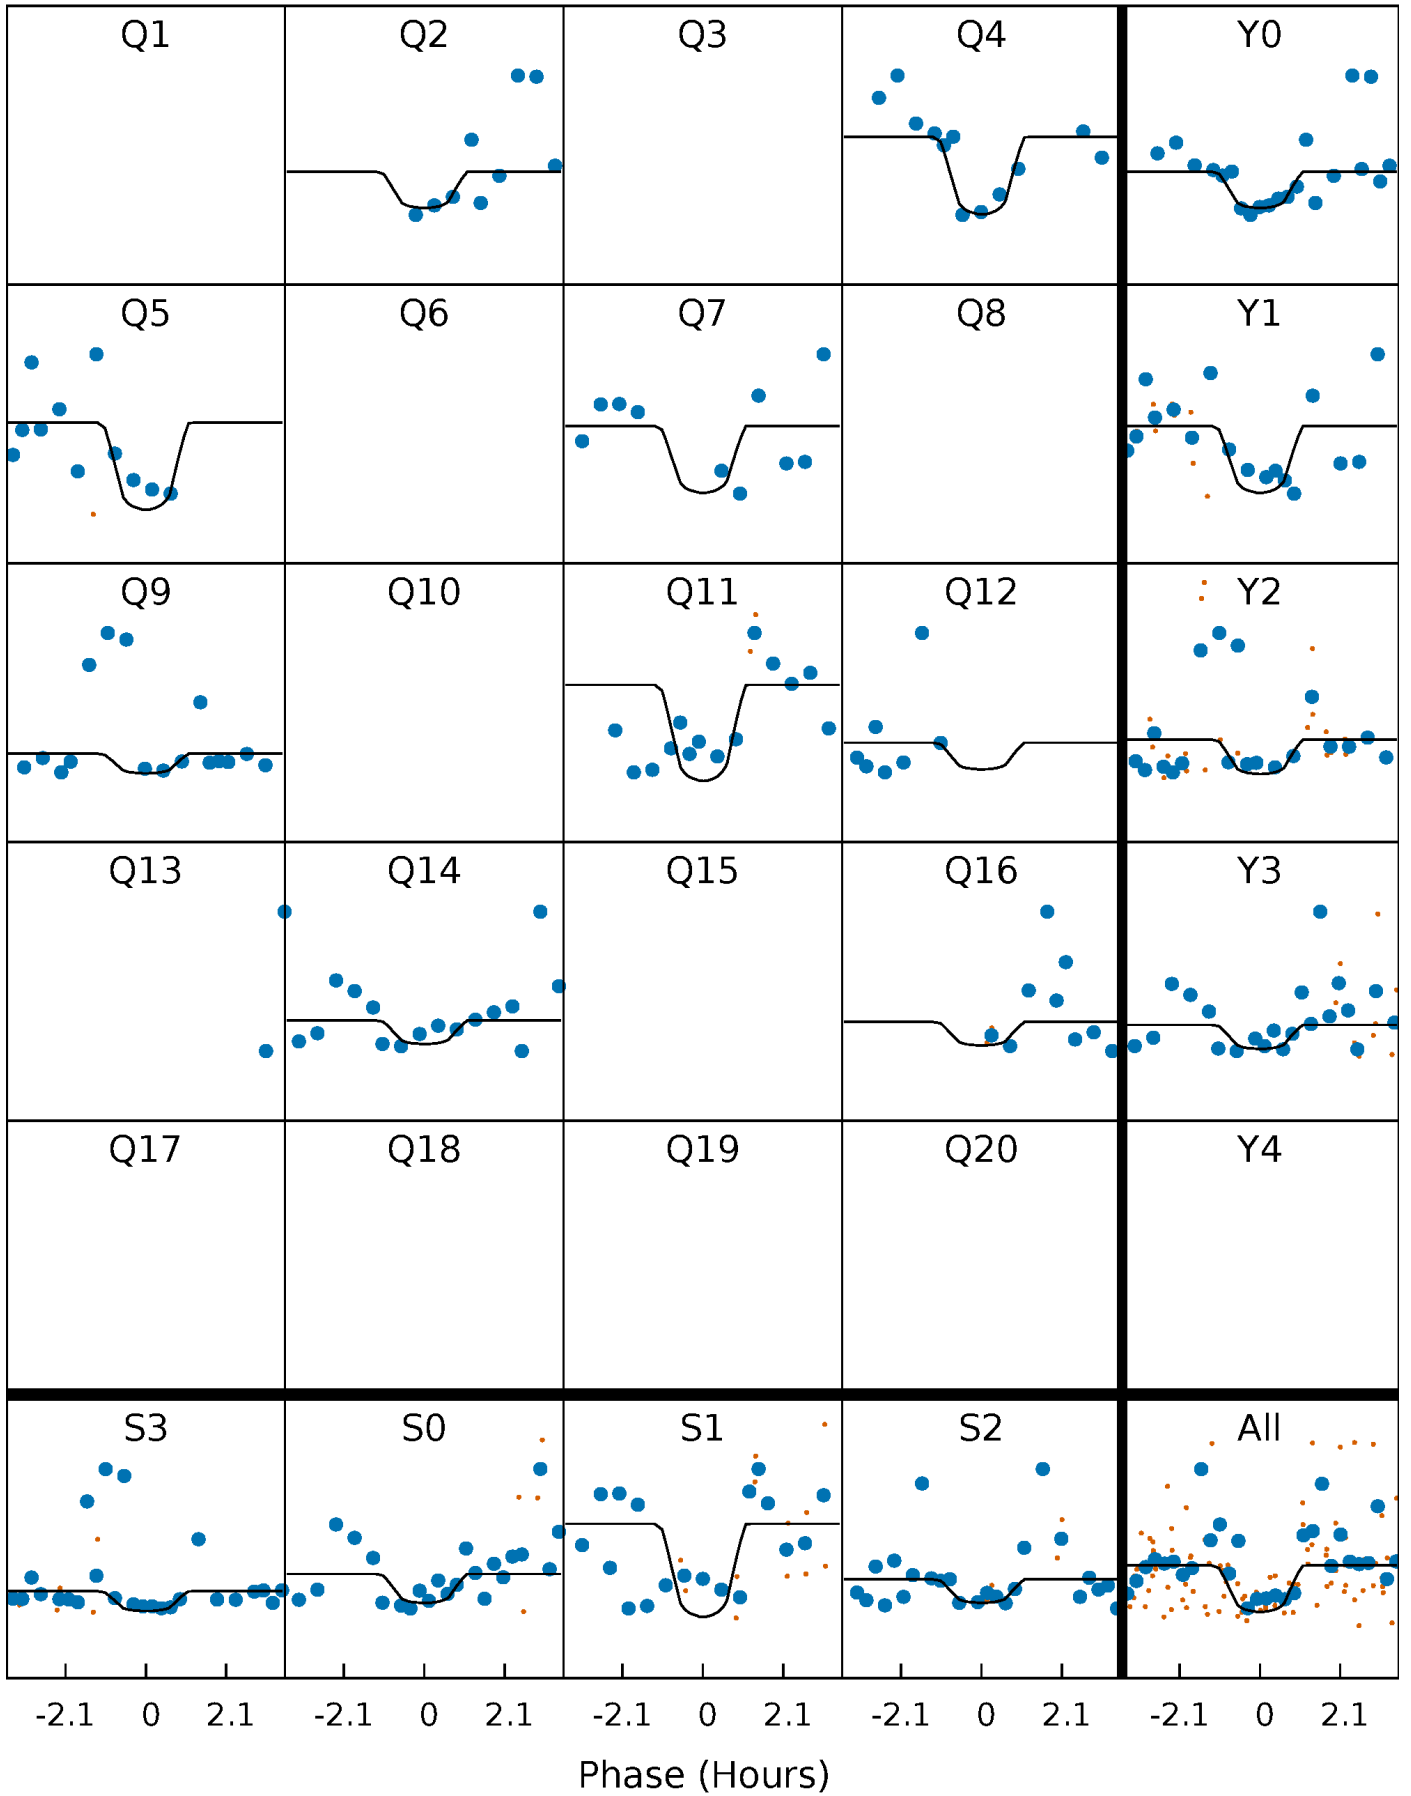 Q1 Q2 Q3 Q4 Y0
Q5 Q6 Q7 Q8 Y1
Q9 Q10 Q11 Q12 Y2
Q13 Q14 Q15 Q16 Y3
Q17 Q18 Q19 Q20 Y4
S3 S0 S1 S2 All
-2.1 0 2.1 -2.1 0 2.1 -2.1 0 2.1 -2.1 0 2.1 -2.1 0 2.1
Phase (Hours)